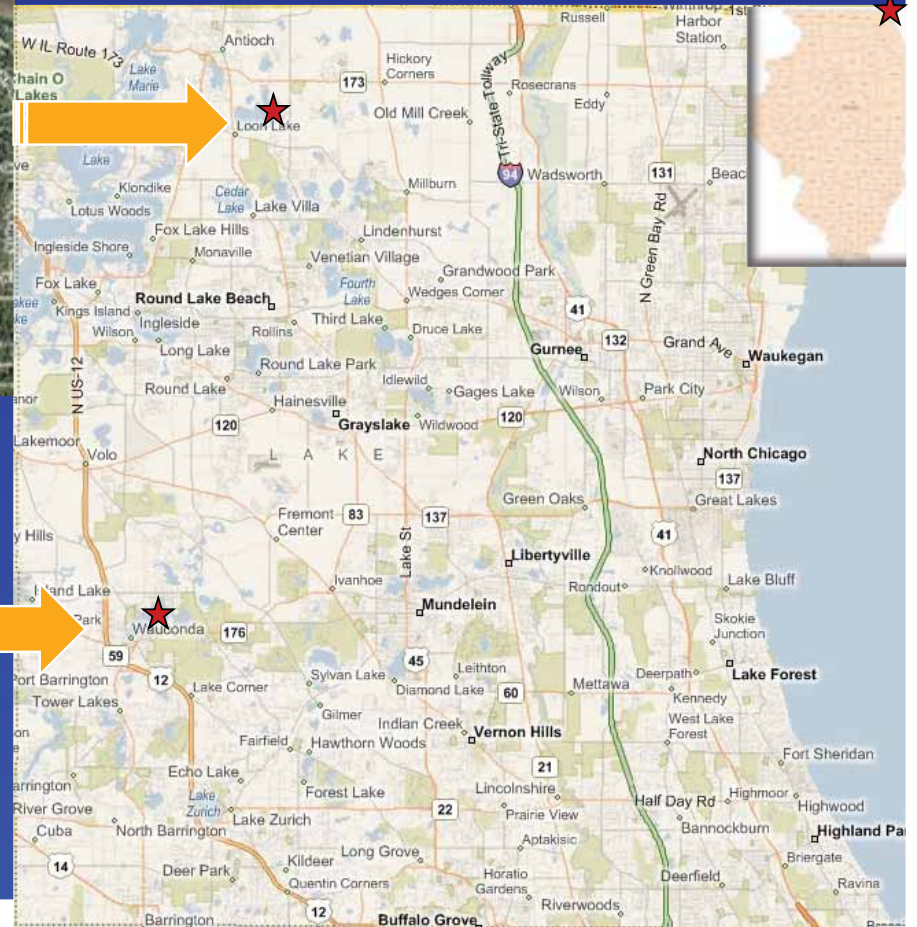 Winthrop
1st
Russell
Harbor
Station
W IL Route 173
Antioch
Hickory
Corners
Lake
Marie
Chain O
Lakes
173
Tri-State Tollway
Rosecrans
Eddy
Old Mill Creek
Loon Lake
Lake
94
Wadsworth
131
Beac
Klondike
Millburn
Cedar
Lake
Lake Villa
Lotus Woods
N Green Bay Rd
Fox Lake Hills
Lindenhurst
Ingleside Shore
Monaville
Venetian Village
Grandwood Park
Fox Lake
Fourth
Lake
Wedges Corner
Round Lake Beach
41
Kings Island
Ingleside
Third Lake
Wilson
Rollins
Druce Lake
132
Grand Ave
Long Lake
Gurnee
Waukegan
N US-12
Round Lake Park
Round Lake
Idlewild
Gages Lake
Wilson
Park City
Hainesville
120
Grayslake
Wildwood
120
Lakemoor
Volo
L A K E
North Chicago
137
Green Oaks
Great Lakes
Fremont
Center
83
137
41
y Hills
Lake St
Libertyville
Knollwood
Ivanhoe
Rondout
Lake Bluff
Island Lake
Mundelein
Park
Wauconda
176
Skokie
Junction
59
45
Leithton
Lake Forest
Port Barrington
12
Sylvan Lake
Deerpath
Lake Corner
Diamond Lake
60
Mettawa
Kennedy
Tower Lakes
Gilmer
Indian Creek
West Lake
Forest
Vernon Hills
Fairfield
Hawthorn Woods
Fort Sheridan
21
Echo Lake
arrington
Forest Lake
Lincolnshire
Highmoor
Lake
Zurich
Half Day Rd
Highwood
River Grove
22
Prairie View
Lake Zurich
Cuba
North Barrington
Bannockburn
Highland Par
Aptakisic
14
Long Grove
Kildeer
Briergate
Deer Park
Horatio
Gardens
Deerfield
Quentin Corners
Ravina
12
Riverwoods
Barrington
Buffalo Grove